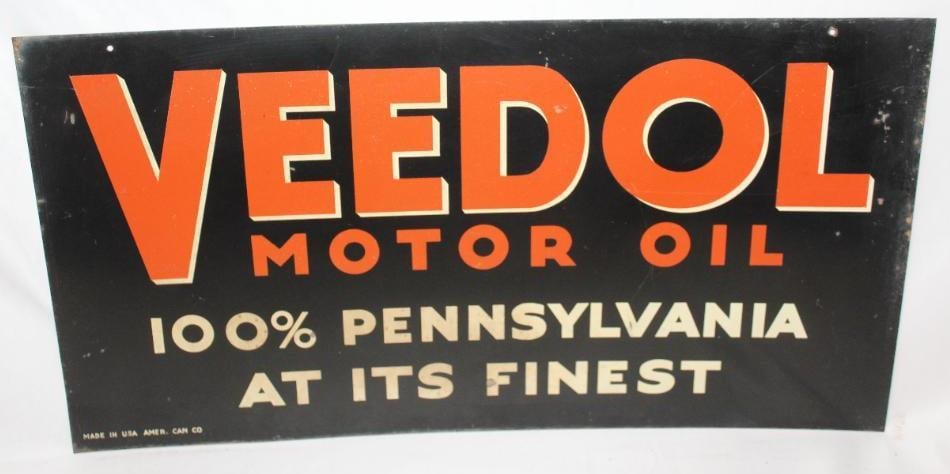 VEEDOL
MOTOR OIL
100% PENNSYLVANIA
AT ITS FINEST
MADE IN USA AMER. CAN CO